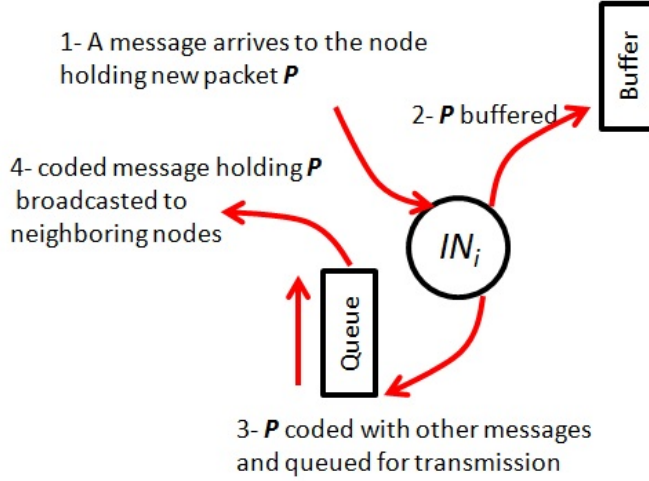 1- A message arrives to the node
holding new packet P
Buffer
2- P buffered
4- coded message holding P
broadcasted to
neighboring nodes
INi
Queue
3- P coded with other messages
and queued for transmission